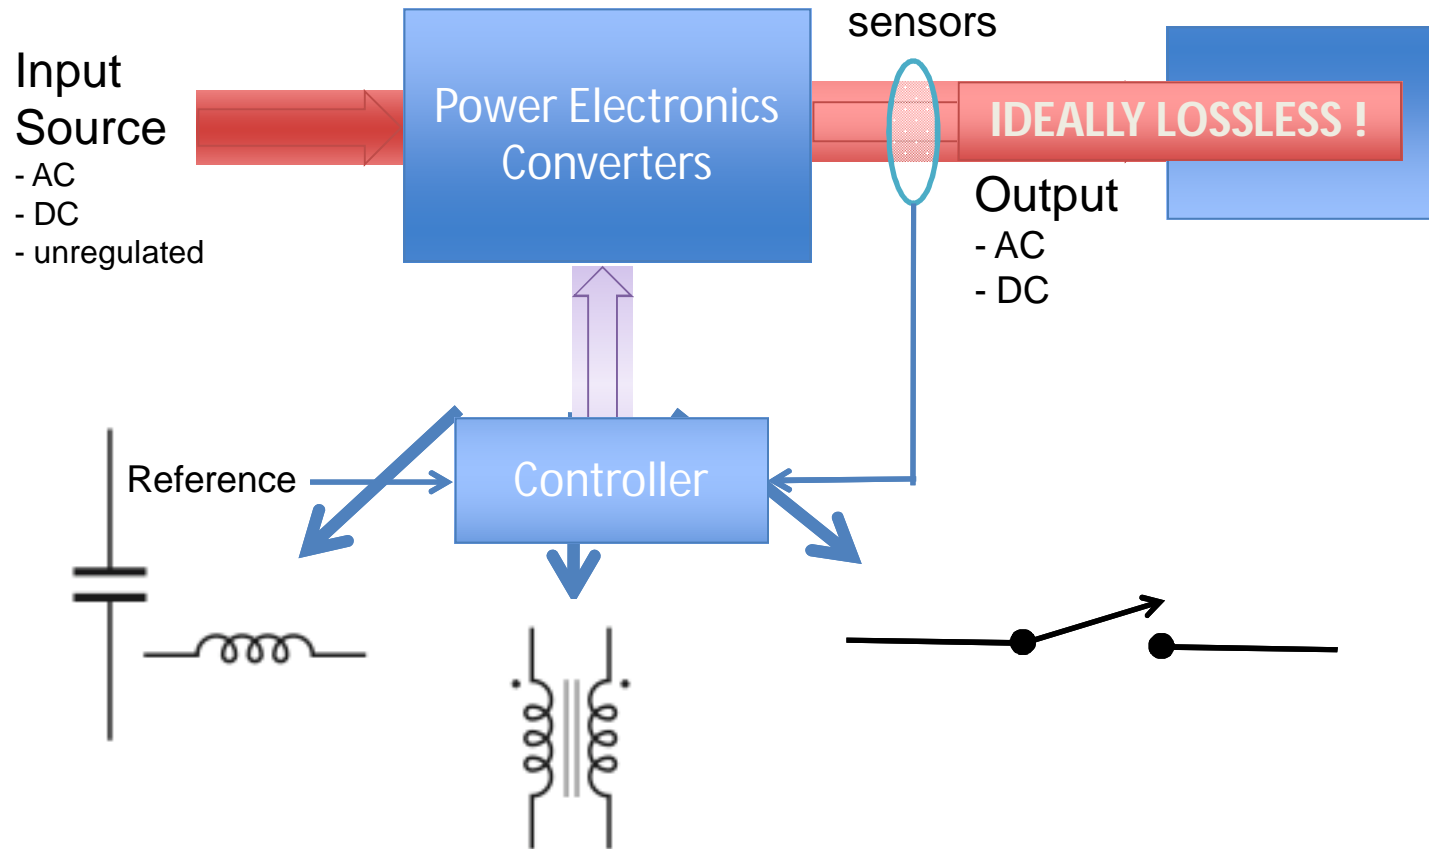 sensors
Input
Source
- AC
- DC
- unregulated
Power Electronics
Converters
IDEALLY LOSSLESS !
Output
- AC
- DC
Reference
Controller